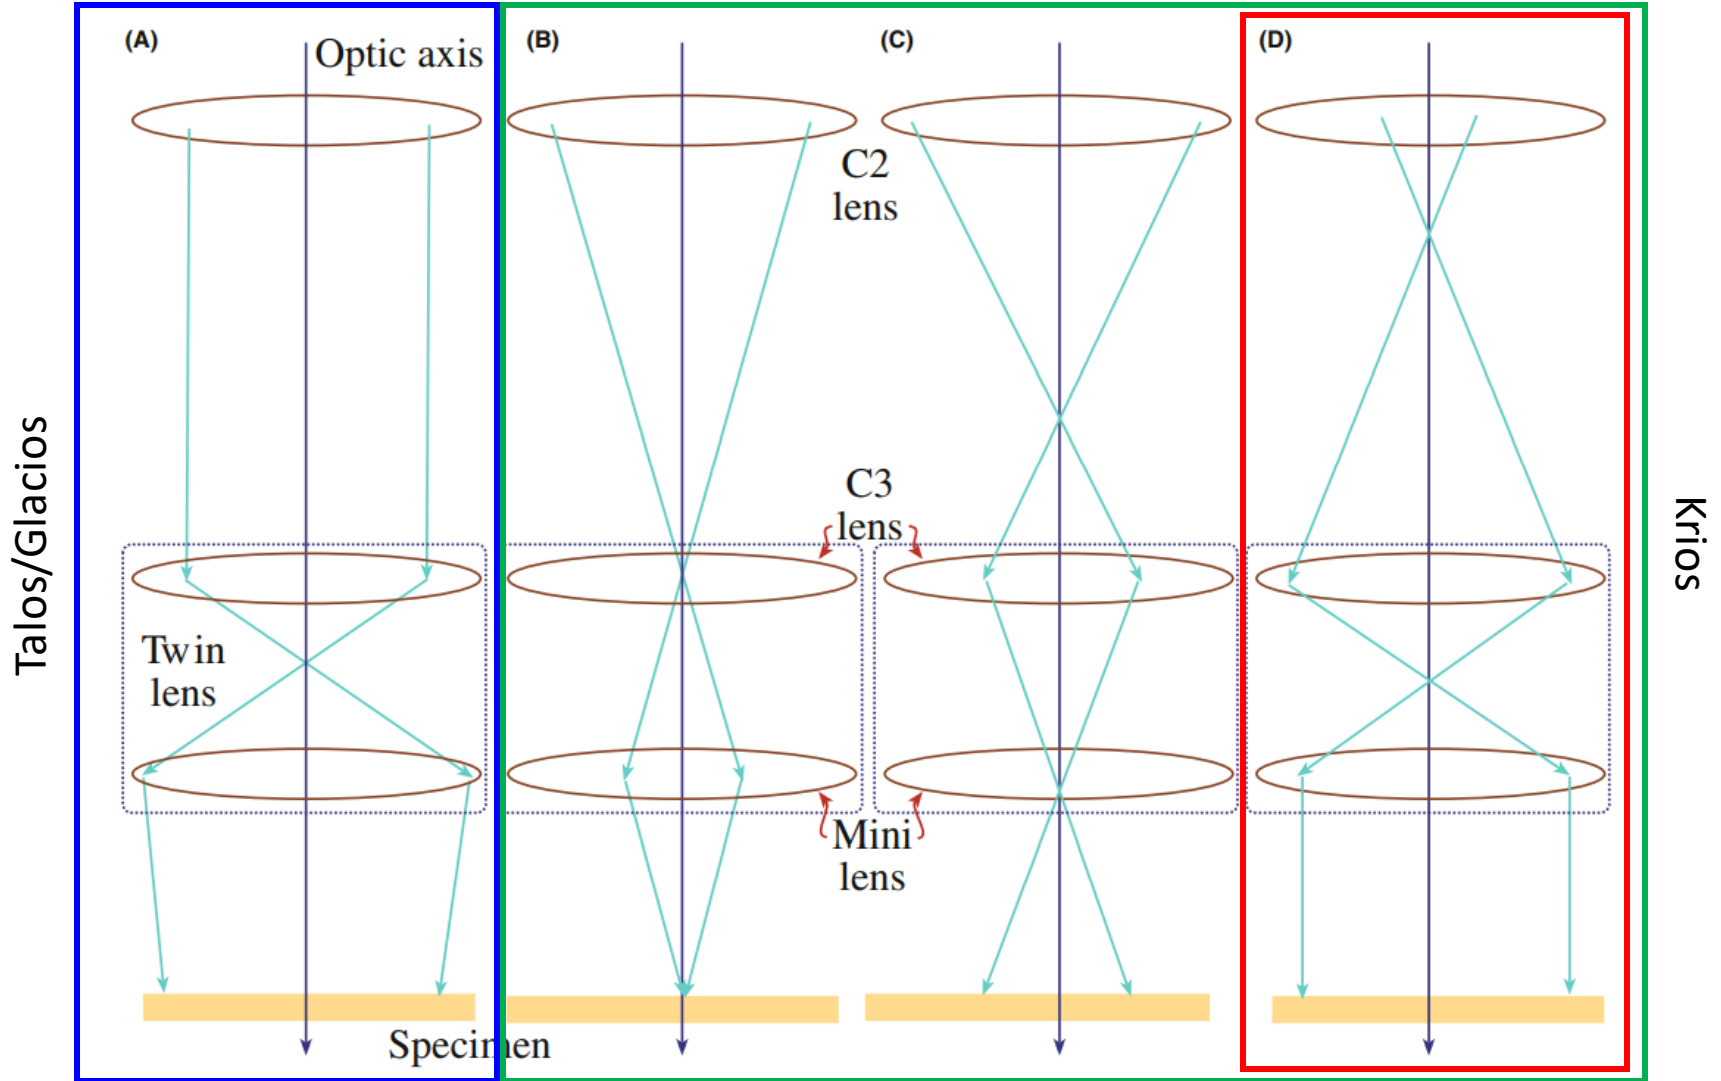 (A)
Optic axis
(B)
(C)
(D)
C2
lens
C3
lens
Twin
lens
Mini
lens
Specimen
Talos/Glacios
Krios